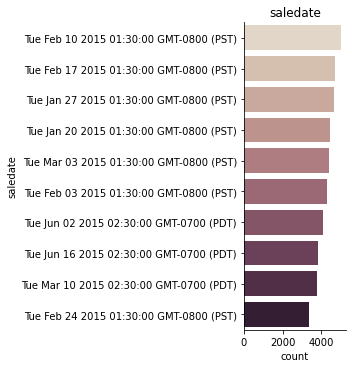 saledate
Tue Feb 10 2015 01:30:00 GMT-0800 (PST)
Tue Feb 17 2015 01:30:00 GMT-0800 (PST)
Tue Jan 27 2015 01:30:00 GMT-0800 (PST)
Tue Jan 20 2015 01:30:00 GMT-0800 (PST)
Tue Mar 03 2015 01:30:00 GMT-0800 (PST)
Tue Feb 03 2015 01:30:00 GMT-0800 (PST)
Tue Jun 02 2015 02:30:00 GMT-0700 (PDT)
Tue Jun 16 2015 02:30:00 GMT-0700 (PDT)
Tue Mar 10 2015 02:30:00 GMT-0700 (PDT)
Tue Feb 24 2015 01:30:00 GMT-0800 (PST)
saledate
0 2000 4000
count